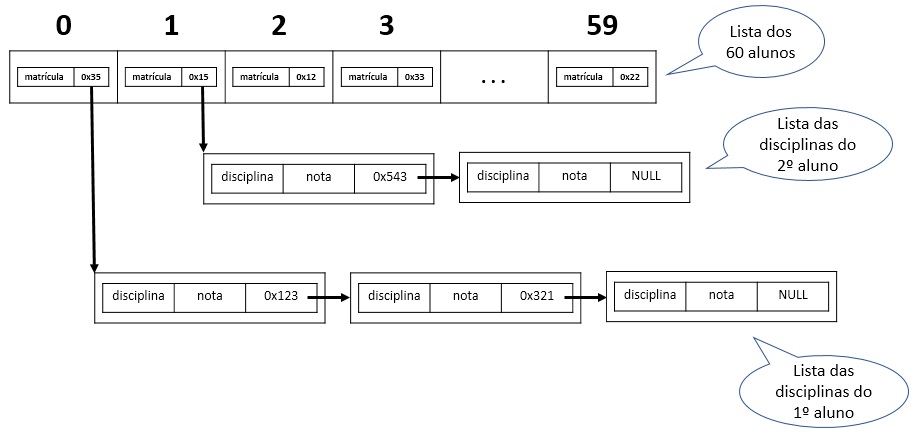 0 1 2 3 59
Lista dos
60 alunos
matrícula 0x35 matrícula 0x15 matrícula 0x12 matrícula 0x33 ... matrícula 0x22
Lista das
disciplinas do
2º aluno
disciplina nota 0x543 disciplina nota NULL
disciplina nota 0x123 disciplina nota 0x321 disciplina nota NULL
Lista das
disciplinas do
1º aluno